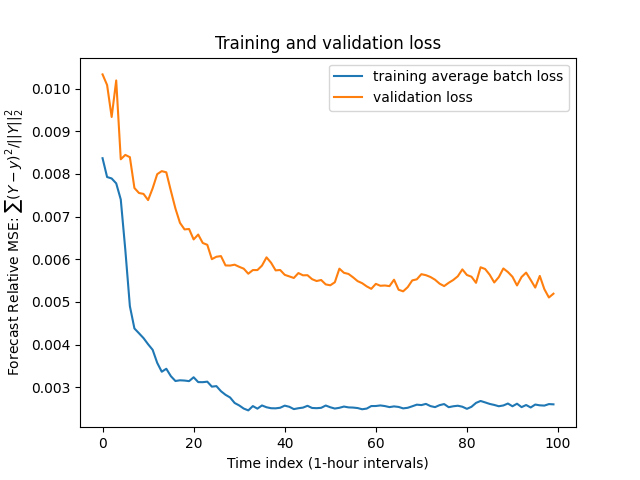 Training and validation loss
training average batch loss
validation loss
Forecast Relative MSE: ∑(Y − y)²/||Y||₂²
0.010
0.009
0.008
0.007
0.006
0.005
0.004
0.003
0 20 40 60 80 100
Time index (1-hour intervals)